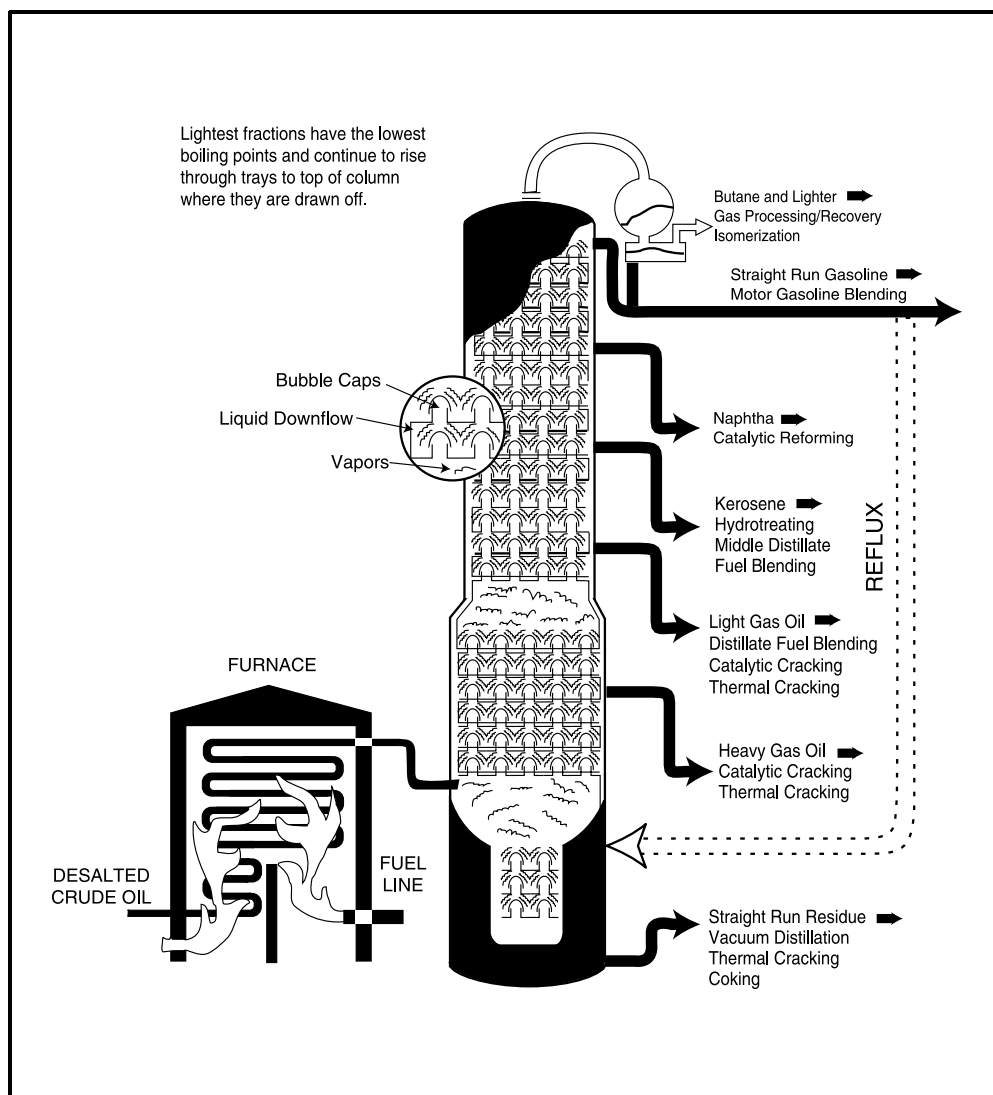 Lightest fractions have the lowest
boiling points and continue to rise
through trays to top of column
where they are drawn off.
Butane and Lighter
Gas Processing/Recovery
Isomerization
Straight Run Gasoline
Motor Gasoline Blending
Bubble Caps
Liquid Downflow
Vapors
Naphtha
Catalytic Reforming
Kerosene
Hydrotreating
Middle Distillate
Fuel Blending
REFLUX
Light Gas Oil
Distillate Fuel Blending
Catalytic Cracking
Thermal Cracking
FURNACE
Heavy Gas Oil
Catalytic Cracking
Thermal Cracking
DESALTED
CRUDE OIL
FUEL
LINE
Straight Run Residue
Vacuum Distillation
Thermal Cracking
Coking